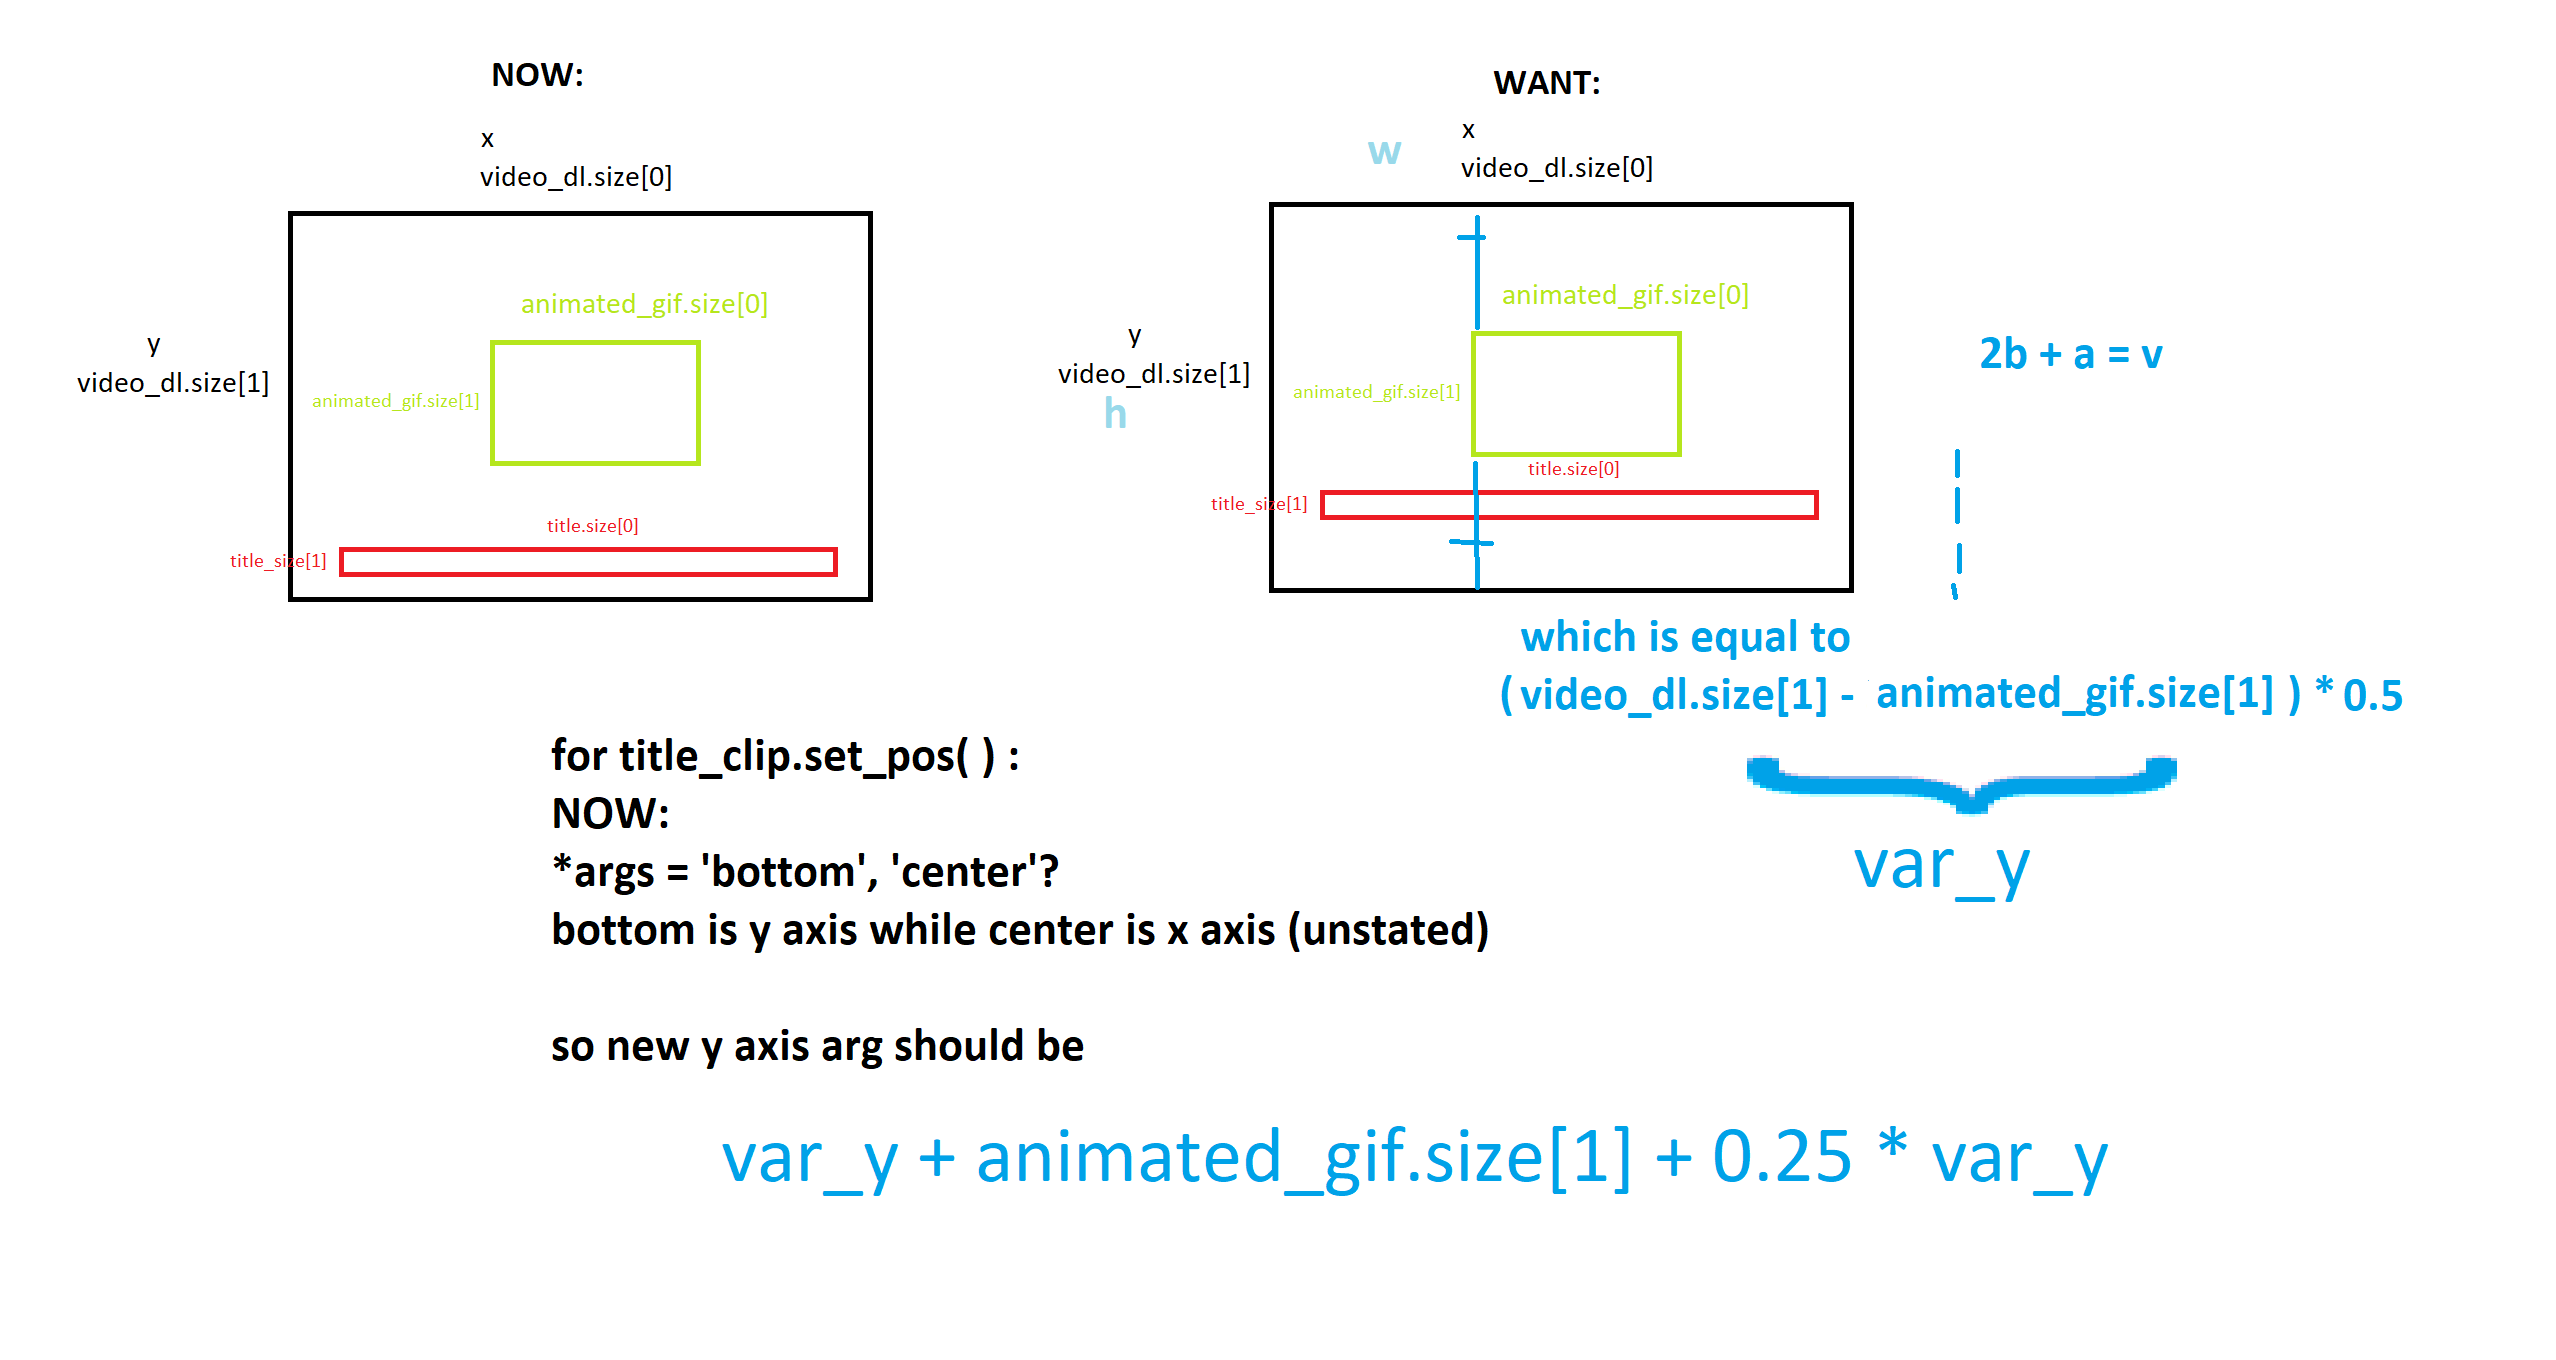 NOW:
x
video_dl.size[0]
animated_gif.size[0]
y
video_dl.size[1]
animated_gif.size[1]
title.size[0]
title_size[1]
WANT:
w
x
video_dl.size[0]
animated_gif.size[0]
y
video_dl.size[1]
h
animated_gif.size[1]
title.size[0]
title_size[1]
2b + a = v
which is equal to
( video_dl.size[1] - animated_gif.size[1] ) * 0.5
var_y
for title_clip.set_pos( ) :
NOW:
*args = 'bottom', 'center'?
bottom is y axis while center is x axis (unstated)
so new y axis arg should be
var_y + animated_gif.size[1] + 0.25 * var_y